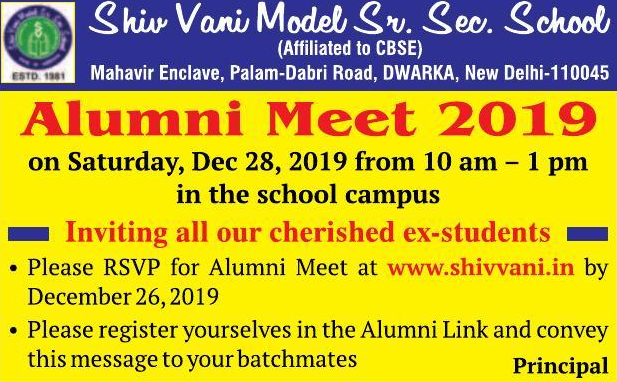 Shiv Vani Model Sr. Sec. School
(Affiliated to CBSE)
ESTD. 1981
Mahavir Enclave, Palam-Dabri Road, DWARKA, New Delhi-110045
Alumni Meet 2019
on Saturday, Dec 28, 2019 from 10 am – 1 pm
in the school campus
Inviting all our cherished ex-students
• Please RSVP for Alumni Meet at www.shivvani.in by
December 26, 2019
• Please register yourselves in the Alumni Link and convey
this message to your batchmates
Principal